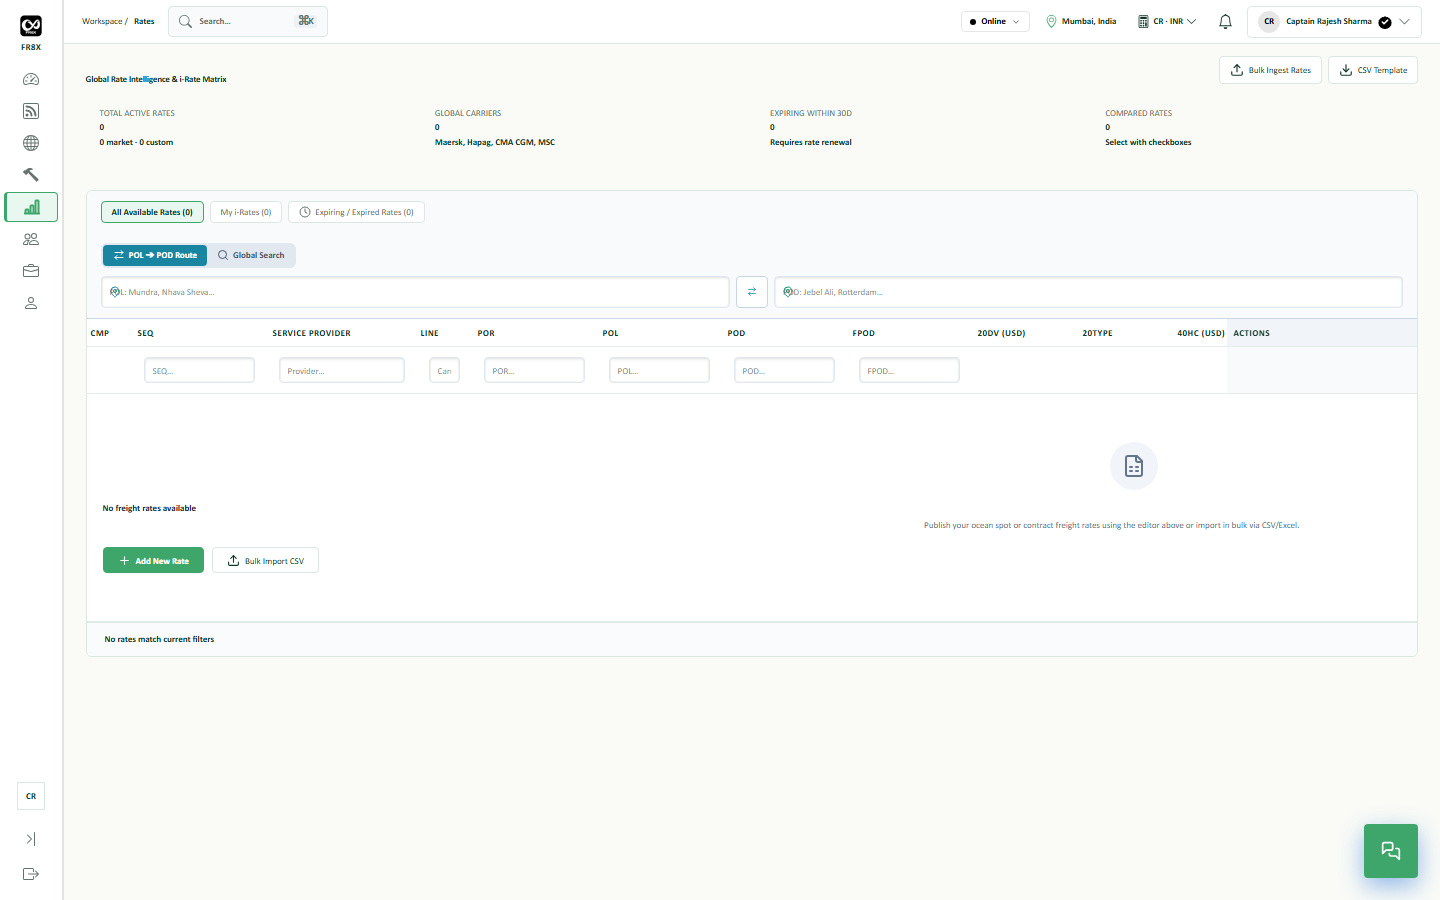 FR8X
Workspace / Rates
Search...
⌘K
Online
Mumbai, India
CR · INR
CR
Captain Rajesh Sharma
Global Rate Intelligence & i-Rate Matrix
Bulk Ingest Rates
CSV Template
TOTAL ACTIVE RATES
0
0 market · 0 custom
GLOBAL CARRIERS
0
Maersk, Hapag, CMA CGM, MSC
EXPIRING WITHIN 30D
0
Requires rate renewal
COMPARED RATES
0
Select with checkboxes
All Available Rates (0)
My i-Rates (0)
Expiring / Expired Rates (0)
POL ➔ POD Route
Global Search
L: Mundra, Nhava Sheva...
D: Jebel Ali, Rotterdam...
CMP SEQ SERVICE PROVIDER LINE POR POL POD FPOD 20DV (USD) 20TYPE 40HC (USD) ACTIONS
SEQ... Provider... Carr POR... POL... POD... FPOD...
No freight rates available
Publish your ocean spot or contract freight rates using the editor above or import in bulk via CSV/Excel.
Add New Rate
Bulk Import CSV
No rates match current filters
CR